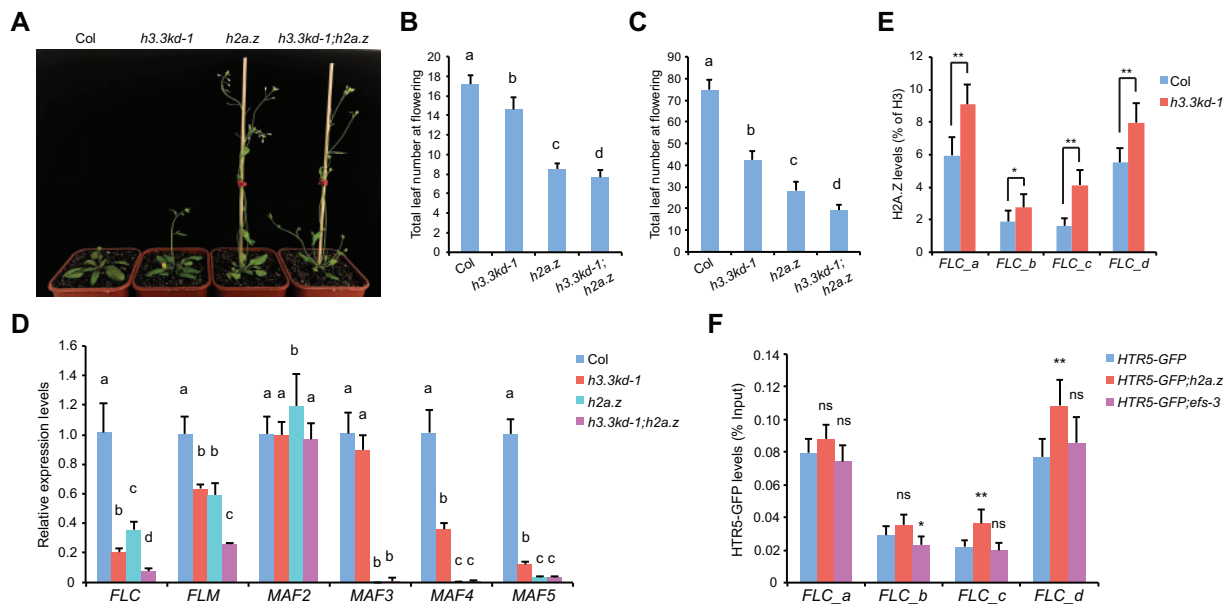 A
Col h3.3kd-1 h2a.z h3.3kd-1;h2a.z
B
Total leaf number at flowering
20
18
16
14
12
10
8
6
4
2
0
a
b
c
d
Col
h3.3kd-1
h2a.z
h3.3kd-1;
h2a.z
C
Total leaf number at flowering
90
80
70
60
50
40
30
20
10
0
a
b
c
d
Col
h3.3kd-1
h2a.z
h3.3kd-1;
h2a.z
E
H2A.Z levels (% of H3)
12
10
8
6
4
2
0
**
*
**
**
Col
h3.3kd-1
FLC_a FLC_b FLC_c FLC_d
D
Relative expression levels
1.6
1.4
1.2
1.0
0.8
0.6
0.4
0.2
0
a b c d
a b b c
a a b a
a a b b
a b c c
a b c c
Col
h3.3kd-1
h2a.z
h3.3kd-1;h2a.z
FLC FLM MAF2 MAF3 MAF4 MAF5
F
HTR5-GFP levels (% Input)
0.14
0.12
0.10
0.08
0.06
0.04
0.02
0
ns ns
ns *
** ns
** ns
HTR5-GFP
HTR5-GFP;h2a.z
HTR5-GFP;efs-3
FLC_a FLC_b FLC_c FLC_d